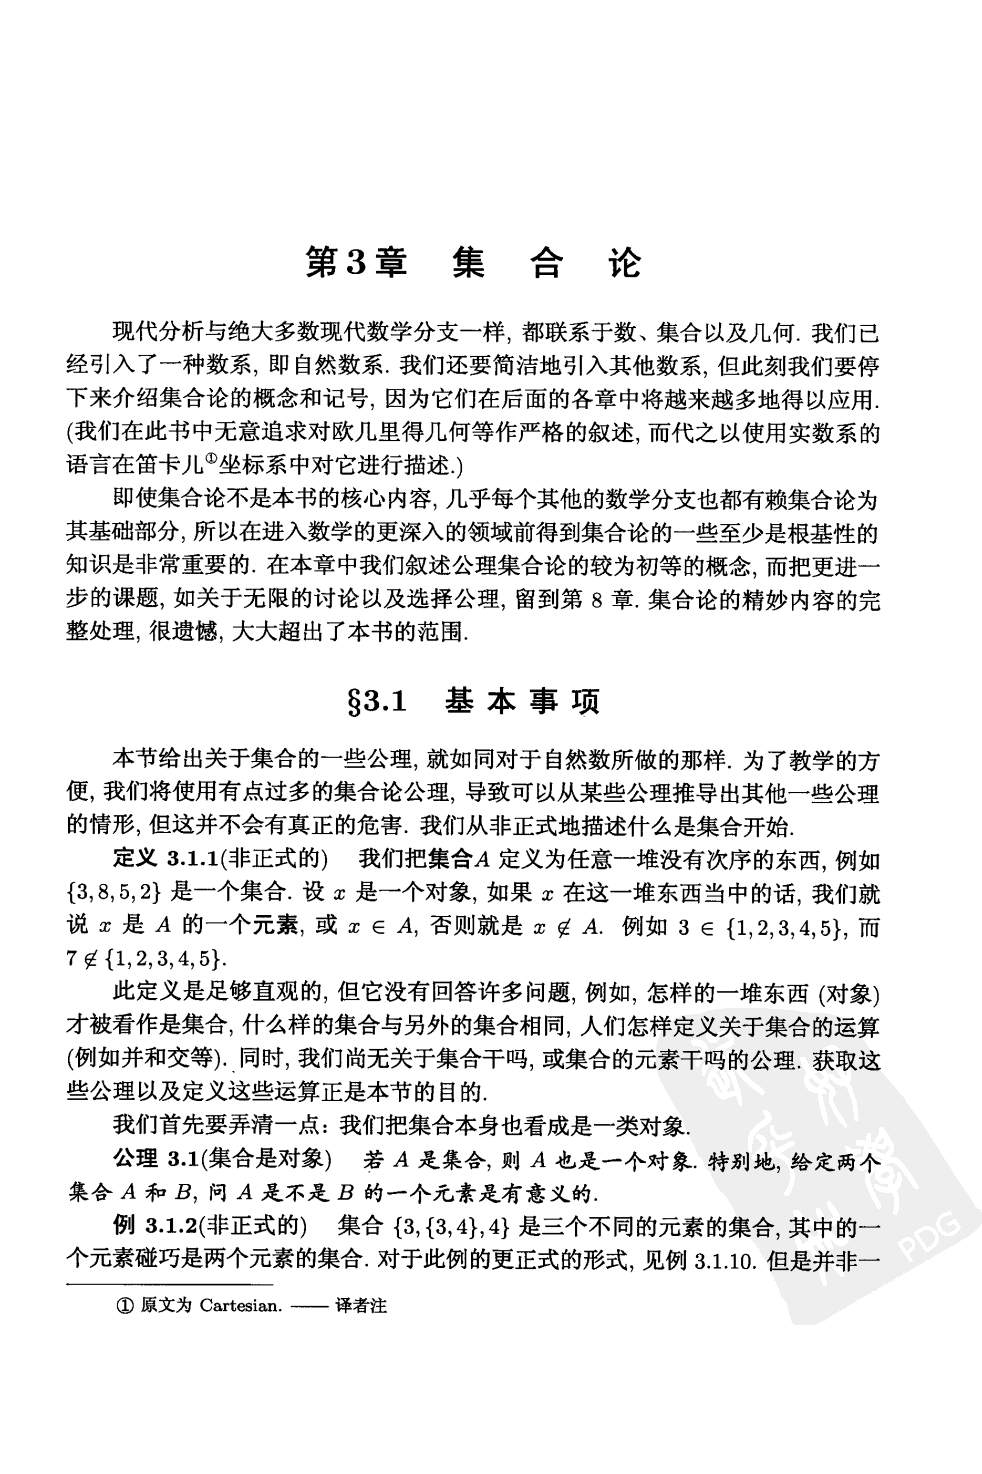 第3章 集 合 论
现代分析与绝大多数现代数学分支一样, 都联系于数、集合以及几何. 我们已
经引入了一种数系, 即自然数系. 我们还要简洁地引入其他数系, 但此刻我们要停
下来介绍集合论的概念和记号, 因为它们在后面的各章中将越来越多地得以应用.
(我们在此书中无意追求对欧几里得几何等作严格的叙述, 而代之以使用实数系的
语言在笛卡儿①坐标系中对它进行描述.)
即使集合论不是本书的核心内容, 几乎每个其他的数学分支也都有赖集合论为
其基础部分, 所以在进入数学的更深入的领域前得到集合论的一些至少是根基性的
知识是非常重要的. 在本章中我们叙述公理集合论的较为初等的概念, 而把更进一
步的课题, 如关于无限的讨论以及选择公理, 留到第 8 章. 集合论的精妙内容的完
整处理, 很遗憾, 大大超出了本书的范围.
§3.1 基 本 事 项
本节给出关于集合的一些公理, 就如同对于自然数所做的那样. 为了教学的方
便, 我们将使用有点过多的集合论公理, 导致可以从某些公理推导出其他一些公理
的情形, 但这并不会有真正的危害. 我们从非正式地描述什么是集合开始.
定义 3.1.1(非正式的) 我们把集合A 定义为任意一堆没有次序的东西, 例如
{3,8,5,2} 是一个集合. 设 x 是一个对象, 如果 x 在这一堆东西当中的话, 我们就
说 x 是 A 的一个元素, 或 x ∈ A, 否则就是 x ∉ A. 例如 3 ∈ {1,2,3,4,5}, 而
7 ∉ {1,2,3,4,5}.
此定义是足够直观的, 但它没有回答许多问题, 例如, 怎样的一堆东西 (对象)
才被看作是集合, 什么样的集合与另外的集合相同, 人们怎样定义关于集合的运算
(例如并和交等). 同时, 我们尚无关于集合干吗, 或集合的元素干吗的公理. 获取这
些公理以及定义这些运算正是本节的目的.
我们首先要弄清一点: 我们把集合本身也看成是一类对象.
公理 3.1(集合是对象) 若 A 是集合, 则 A 也是一个对象. 特别地, 给定两个
集合 A 和 B, 问 A 是不是 B 的一个元素是有意义的.
例 3.1.2(非正式的) 集合 {3,{3,4},4} 是三个不同的元素的集合, 其中的一
个元素碰巧是两个元素的集合. 对于此例的更正式的形式, 见例 3.1.10. 但是并非一
① 原文为 Cartesian. —— 译者注
PDG